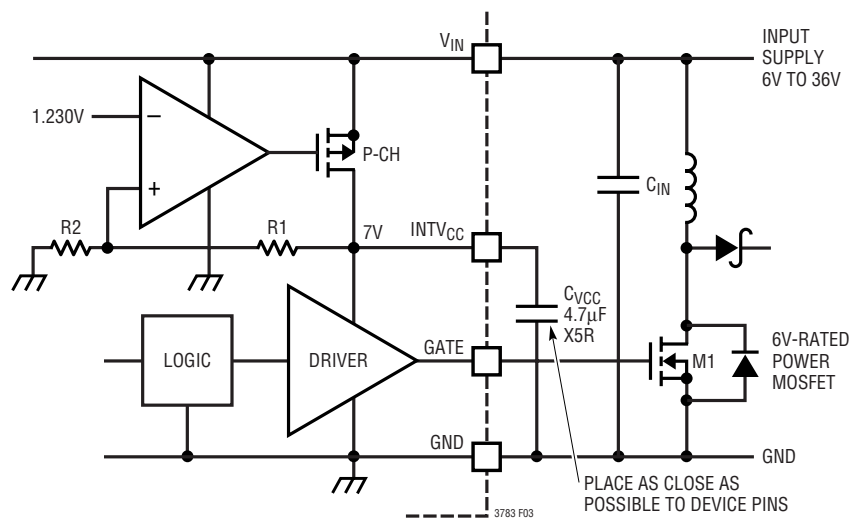 V_IN
INPUT
SUPPLY
6V TO 36V
1.230V
−
+
P-CH
C_IN
R2
R1
7V
INTV_CC
C_VCC
4.7µF
X5R
LOGIC
DRIVER
GATE
M1
6V-RATED
POWER
MOSFET
GND
GND
PLACE AS CLOSE AS
POSSIBLE TO DEVICE PINS
3783 F03